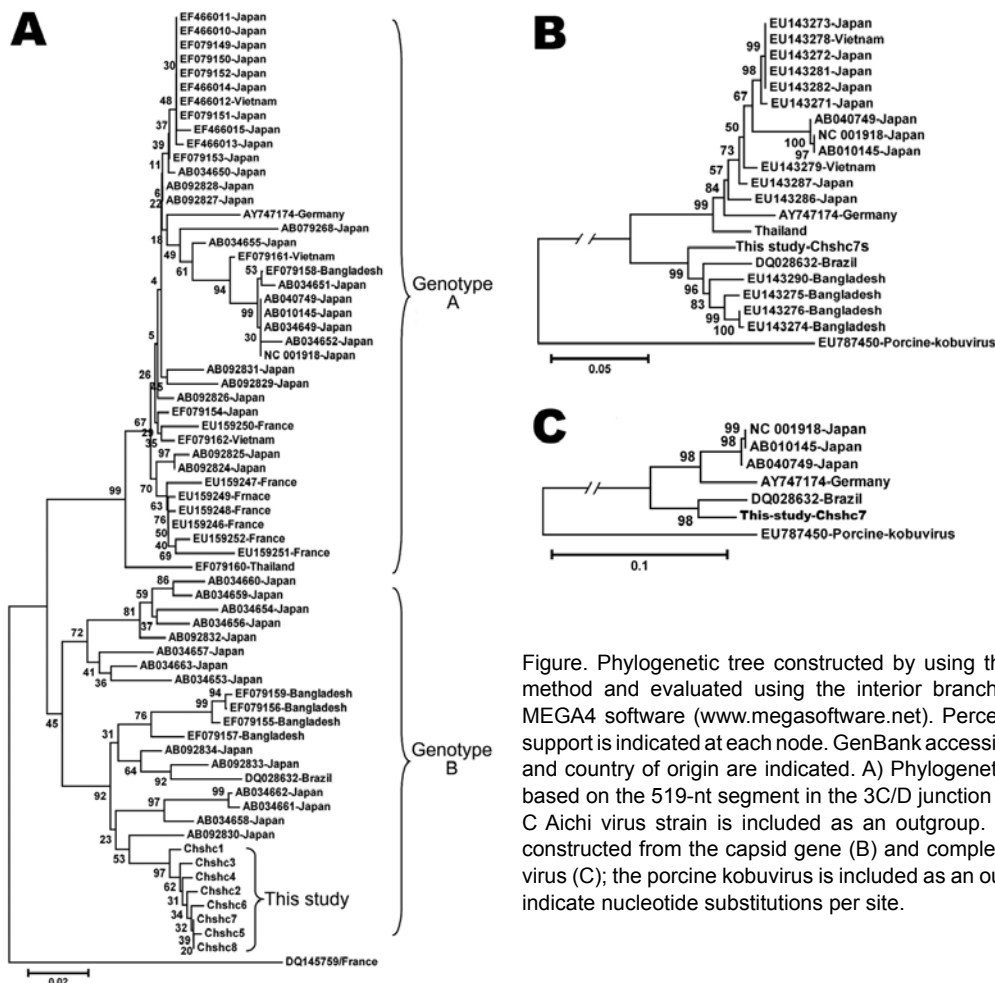 A
EF466011-Japan
EF466010-Japan
EF079149-Japan
EF079150-Japan
30
EF079152-Japan
EF466014-Japan
48
EF466012-Vietnam
EF079151-Japan
37
EF466015-Japan
39
EF466013-Japan
11
EF079153-Japan
AB034650-Japan
6
AB092828-Japan
22
AB092827-Japan
AY747174-Germany
18
AB079268-Japan
49
AB034655-Japan
61
EF079161-Vietnam
53
EF079158-Bangladesh
4
94
AB034651-Japan
AB040749-Japan
99
AB010145-Japan
AB034649-Japan
5
30
AB034652-Japan
NC 001918-Japan
26
AB092831-Japan
45
AB092829-Japan
AB092826-Japan
67
EF079154-Japan
29
EU159250-France
35
EF079162-Vietnam
97
AB092825-Japan
AB092824-Japan
70
EU159247-France
63
EU159249-Frnace
EU159248-France
76
EU159246-France
50
EU159252-France
40
69
EU159251-France
99
EF079160-Thailand
Genotype
A
86
AB034660-Japan
59
AB034659-Japan
81
AB034654-Japan
37
AB034656-Japan
72
AB092832-Japan
AB034657-Japan
41
AB034663-Japan
36
AB034653-Japan
45
94
EF079159-Bangladesh
99
EF079156-Bangladesh
76
EF079155-Bangladesh
31
EF079157-Bangladesh
AB092834-Japan
64
AB092833-Japan
92
DQ028632-Brazil
92
99
AB034662-Japan
97
AB034661-Japan
23
AB034658-Japan
AB092830-Japan
53
Chshc1
97
Chshc3
62
Chshc4
31
Chshc2
34
Chshc6
32
Chshc7
39
Chshc5
20
Chshc8
This study
Genotype
B
DQ145759/France
0.02
B
EU143273-Japan
99
EU143278-Vietnam
EU143272-Japan
98
EU143281-Japan
EU143282-Japan
67
EU143271-Japan
AB040749-Japan
50
100
NC 001918-Japan
97
AB010145-Japan
73
EU143279-Vietnam
57
EU143287-Japan
84
EU143286-Japan
99
AY747174-Germany
Thailand
This study-Chshc7s
99
DQ028632-Brazil
96
EU143290-Bangladesh
83
EU143275-Bangladesh
99
EU143276-Bangladesh
100
EU143274-Bangladesh
EU787450-Porcine-kobuvirus
0.05
C
99
NC 001918-Japan
98
AB010145-Japan
98
AB040749-Japan
AY747174-Germany
DQ028632-Brazil
98
This-study-Chshc7
EU787450-Porcine-kobuvirus
0.1
Figure. Phylogenetic tree constructed by using th
method and evaluated using the interior branch
MEGA4 software (www.megasoftware.net). Perce
support is indicated at each node. GenBank accessi
and country of origin are indicated. A) Phylogenet
based on the 519-nt segment in the 3C/D junction
C Aichi virus strain is included as an outgroup.
constructed from the capsid gene (B) and comple
virus (C); the porcine kobuvirus is included as an ou
indicate nucleotide substitutions per site.